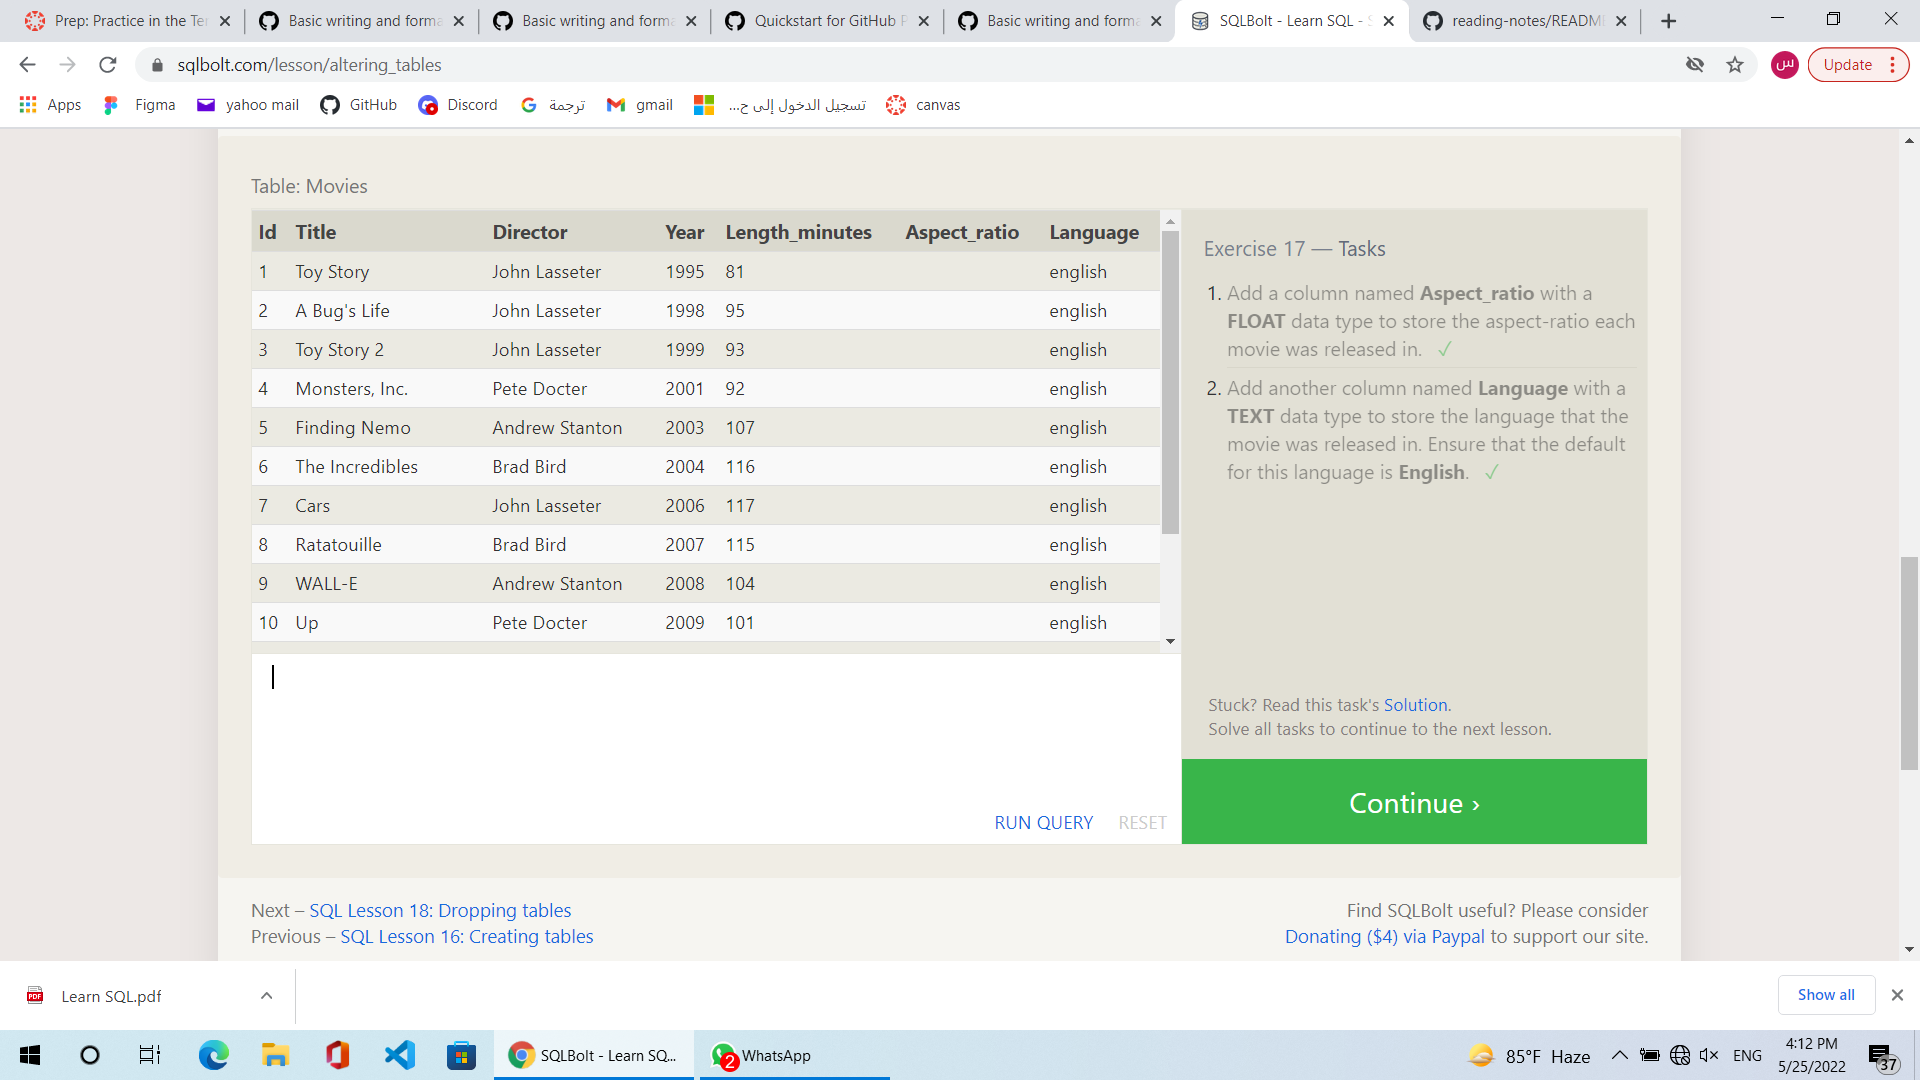 Prep: Practice in the Te
Basic writing and forma
Basic writing and forma
Quickstart for GitHub P
Basic writing and forma
SQLBolt - Learn SQL - S
reading-notes/READM
sqlbolt.com/lesson/altering_tables
س
Update
Apps
Figma
yahoo mail
GitHub
Discord
ترجمة
gmail
تسجيل الدخول إلى ح...
canvas
Table: Movies
Id Title Director Year Length_minutes Aspect_ratio Language
1 Toy Story John Lasseter 1995 81 english
2 A Bug's Life John Lasseter 1998 95 english
3 Toy Story 2 John Lasseter 1999 93 english
4 Monsters, Inc. Pete Docter 2001 92 english
5 Finding Nemo Andrew Stanton 2003 107 english
6 The Incredibles Brad Bird 2004 116 english
7 Cars John Lasseter 2006 117 english
8 Ratatouille Brad Bird 2007 115 english
9 WALL-E Andrew Stanton 2008 104 english
10 Up Pete Docter 2009 101 english
RUN QUERY RESET
Exercise 17 — Tasks
1. Add a column named Aspect_ratio with a
FLOAT data type to store the aspect-ratio each
movie was released in. ✓
2. Add another column named Language with a
TEXT data type to store the language that the
movie was released in. Ensure that the default
for this language is English. ✓
Stuck? Read this task's Solution.
Solve all tasks to continue to the next lesson.
Continue ›
Next – SQL Lesson 18: Dropping tables
Previous – SQL Lesson 16: Creating tables
Find SQLBolt useful? Please consider
Donating ($4) via Paypal to support our site.
PDF
Learn SQL.pdf
Show all
SQLBolt - Learn SQ...
2
WhatsApp
85°F Haze
ENG
4:12 PM
5/25/2022
37